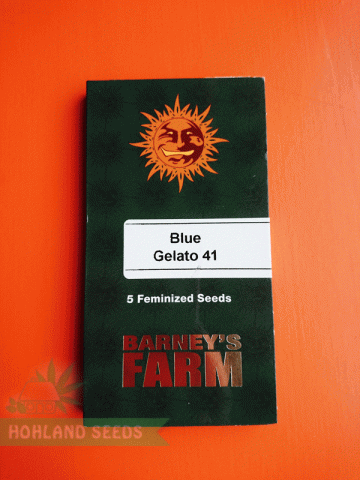 Blue
Gelato 41
5 Feminized Seeds
BARNEY'S
FARM
HOHLAND SEEDS